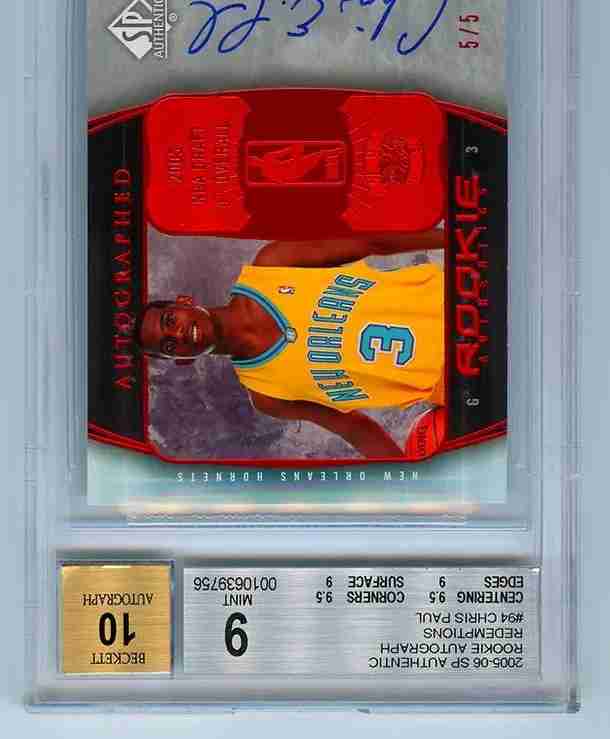 2005-06 SP AUTHENTIC
ROOKIE AUTOGRAPH
REDEMPTIONS
#94 CHRIS PAUL
CENTERING 9.5 CORNERS 9.5
EDGES 9 SURFACE 9
9
MINT
0010639756
BECKETT
10
AUTOGRAPH
NEW ORLEANS HORNETS
AUTOGRAPHED
ROOKIE
AUTHENTICS
G
3
NEW ORLEANS
3
2005
NBA DRAFT
5/5
SP
AUTHENTIC